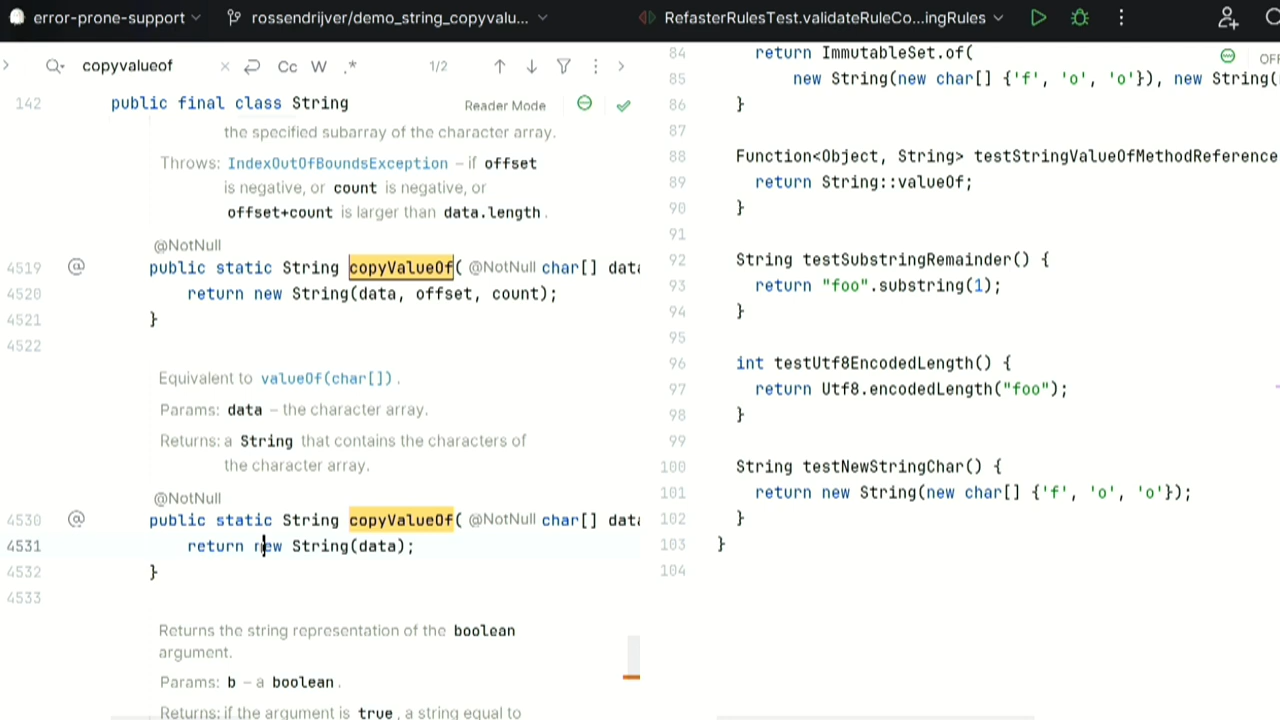 error-prone-support
rossendrijver/demo_string_copyvalu...
RefasterRulesTest.validateRuleCo...ingRules
copyvalueof
Cc W .*
1/2
142 public final class String
Reader Mode
the specified subarray of the character array.
Throws: IndexOutOfBoundsException – if offset
is negative, or count is negative, or
offset+count is larger than data.length.
@NotNull
4519 @ public static String copyValueOf( @NotNull char[] data
4520 return new String(data, offset, count);
4521 }
4522
Equivalent to valueOf(char[]).
Params: data – the character array.
Returns: a String that contains the characters of
the character array.
@NotNull
4530 @ public static String copyValueOf( @NotNull char[] data
4531 return new String(data);
4532 }
4533
Returns the string representation of the boolean
argument.
Params: b – a boolean.
Returns: if the argument is true, a string equal to
84 return ImmutableSet.of(
OFF
85 new String(new char[] {'f', 'o', 'o'}), new String(
86 }
87
88 Function<Object, String> testStringValueOfMethodReference
89 return String::valueOf;
90 }
91
92 String testSubstringRemainder() {
93 return "foo".substring(1);
94 }
95
96 int testUtf8EncodedLength() {
97 return Utf8.encodedLength("foo");
98 }
99
100 String testNewStringChar() {
101 return new String(new char[] {'f', 'o', 'o'});
102 }
103 }
104